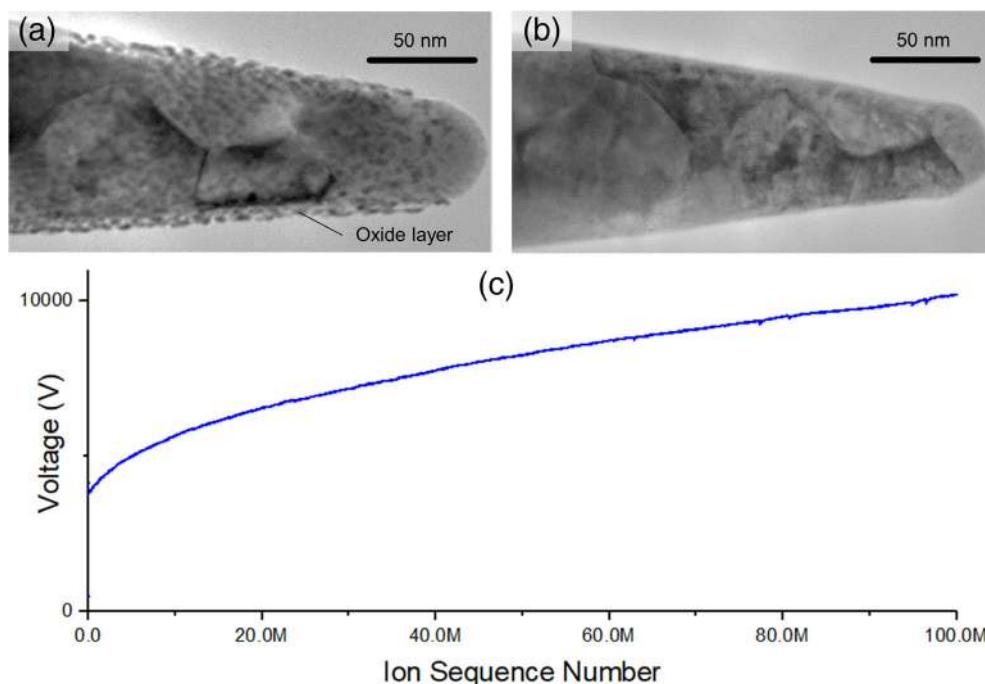 (a)
50 nm
Oxide layer
(b)
50 nm
(c)
10000
0
Voltage (V)
0.0
20.0M
40.0M
60.0M
80.0M
100.0M
Ion Sequence Number